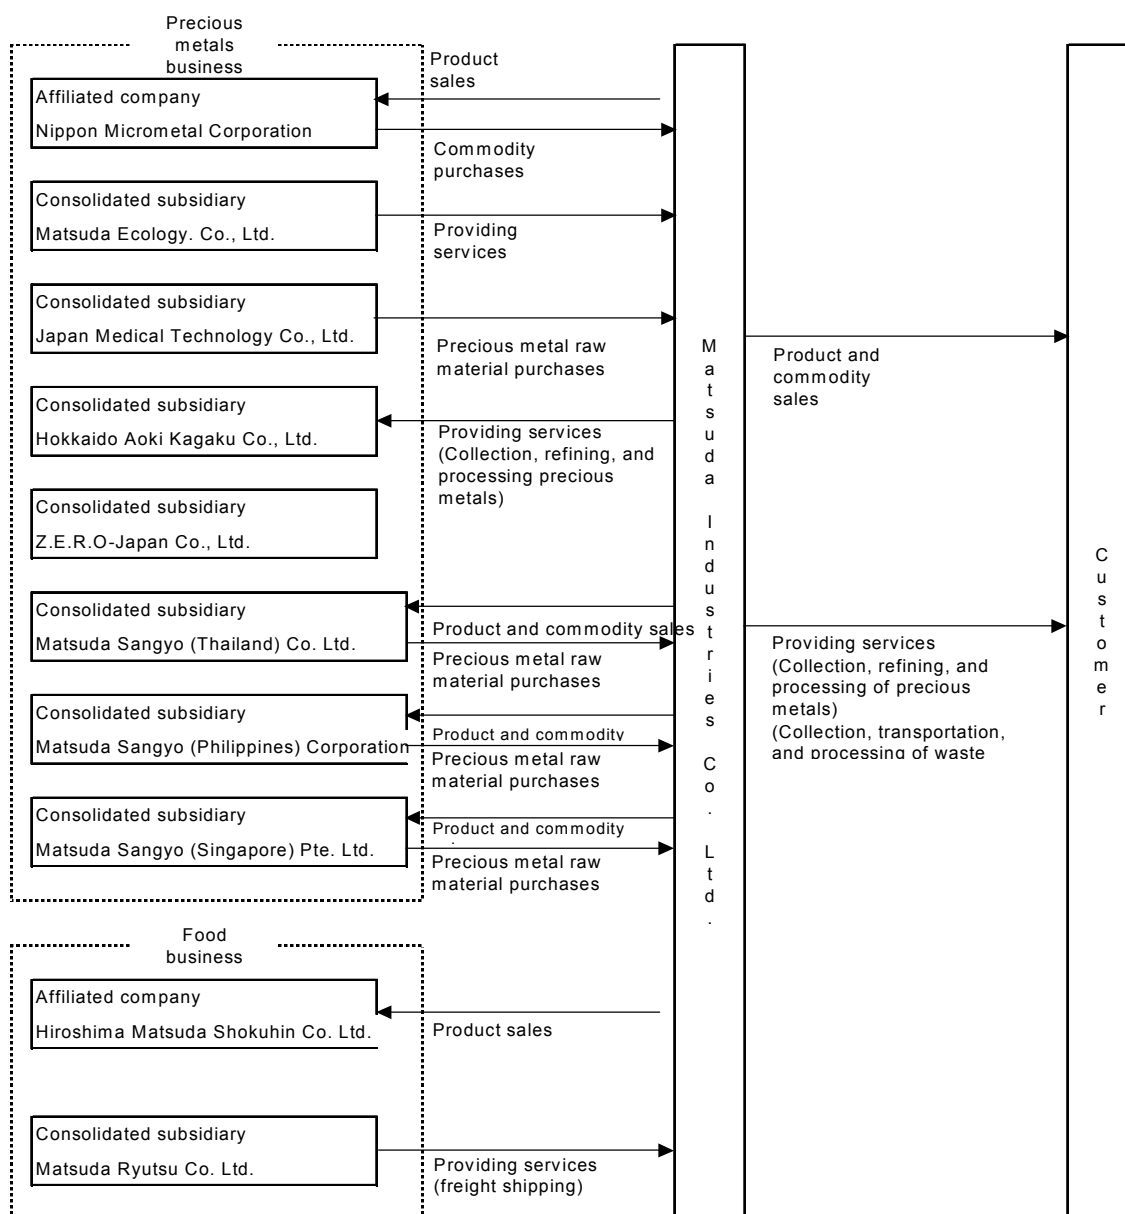 Precious
metals
business
Product
sales
Affiliated company
Nippon Micrometal Corporation
Commodity
purchases
Consolidated subsidiary
Matsuda Ecology. Co., Ltd.
Providing
services
Consolidated subsidiary
Japan Medical Technology Co., Ltd.
Precious metal raw
material purchases
Consolidated subsidiary
Hokkaido Aoki Kagaku Co., Ltd.
Providing services
(Collection, refining, and
processing precious
metals)
Consolidated subsidiary
Z.E.R.O-Japan Co., Ltd.
Consolidated subsidiary
Matsuda Sangyo (Thailand) Co. Ltd.
Product and commodity sales
Precious metal raw
material purchases
Consolidated subsidiary
Matsuda Sangyo (Philippines) Corporation
Product and commodity
Precious metal raw
material purchases
Consolidated subsidiary
Matsuda Sangyo (Singapore) Pte. Ltd.
Product and commodity
Precious metal raw
material purchases
Food
business
Affiliated company
Hiroshima Matsuda Shokuhin Co. Ltd.
Product sales
Consolidated subsidiary
Matsuda Ryutsu Co. Ltd.
Providing services
(freight shipping)
Matsuda Industries Co. Ltd.
Product and
commodity
sales
Providing services
(Collection, refining, and
processing of precious
metals)
(Collection, transportation,
and processing of waste
Customer